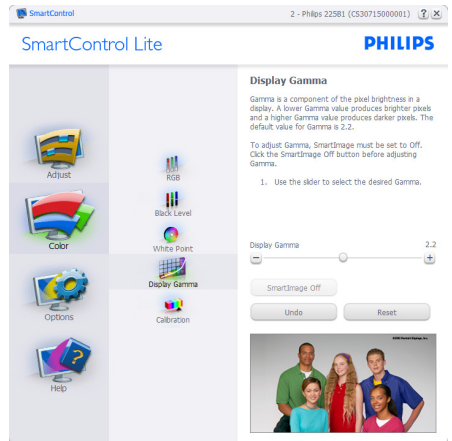 SmartControl
2 - Philips 225B1 (CS30715000001)
? X
SmartControl Lite
PHILIPS
Adjust
Color
Options
Help
RGB
Black Level
White Point
Display Gamma
Calibration
Display Gamma
Gamma is a component of the pixel brightness in a
display. A lower Gamma value produces brighter pixels
and a higher Gamma value produces darker pixels. The
default value for Gamma is 2.2.
To adjust Gamma, SmartImage must be set to Off.
Click the SmartImage Off button before adjusting
Gamma.
1. Use the slider to select the desired Gamma.
Display Gamma 2.2
SmartImage Off
Undo Reset